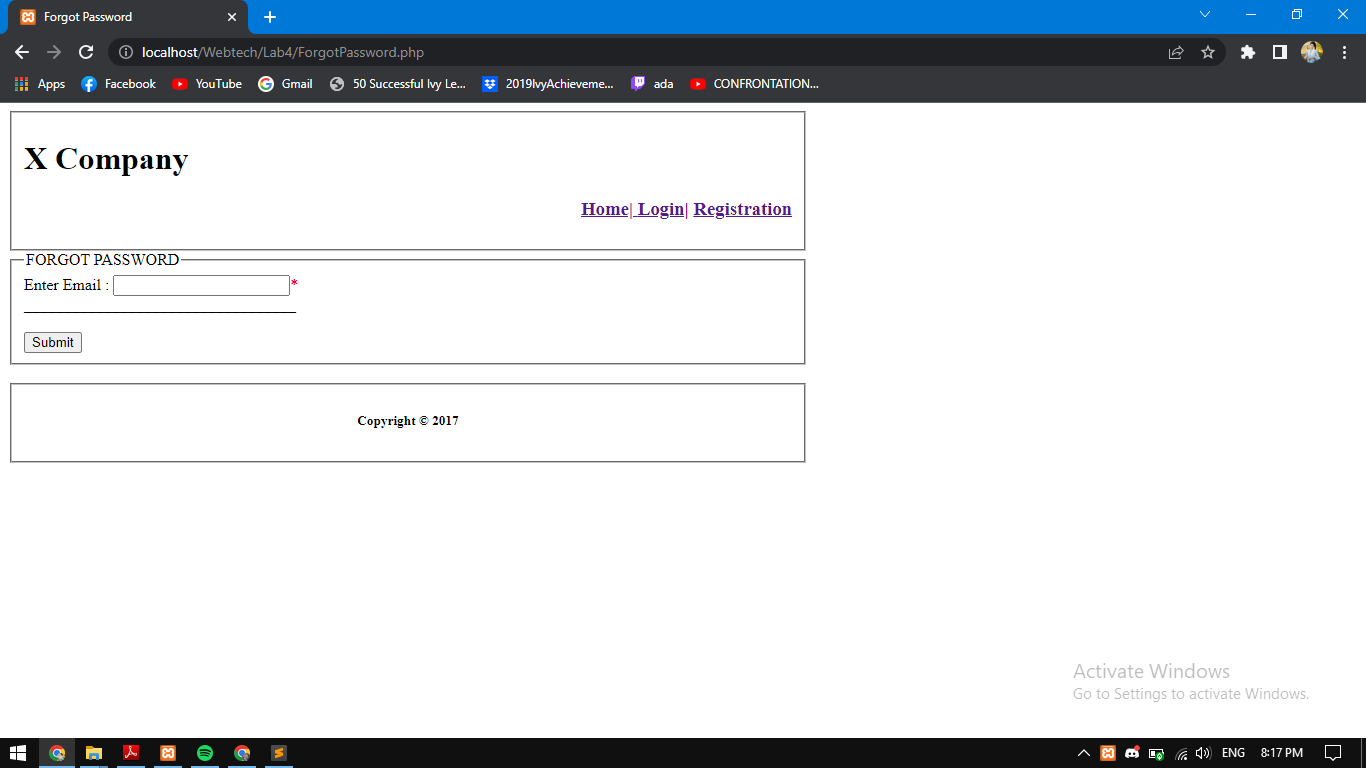 Forgot Password
localhost/Webtech/Lab4/ForgotPassword.php
Apps Facebook YouTube Gmail 50 Successful Ivy Le... 2019IvyAchieveme... ada CONFRONTATION...
X Company
Home| Login| Registration
FORGOT PASSWORD
Enter Email : *
Submit
Copyright © 2017
Activate Windows
Go to Settings to activate Windows.
ENG 8:17 PM